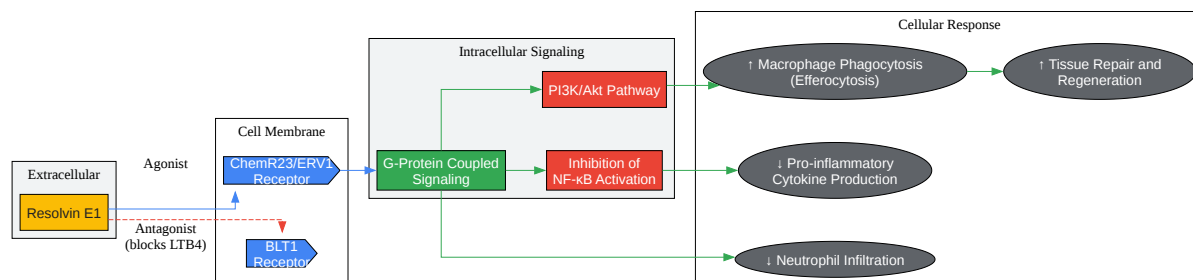 Extracellular
Resolvin E1
Agonist
Antagonist
(blocks LTB4)
Cell Membrane
ChemR23/ERV1
Receptor
BLT1
Receptor
Intracellular Signaling
G-Protein Coupled
Signaling
PI3K/Akt Pathway
Inhibition of
NF-κB Activation
Cellular Response
↑ Macrophage Phagocytosis
(Efferocytosis)
↑ Tissue Repair and
Regeneration
↓ Pro-inflammatory
Cytokine Production
↓ Neutrophil Infiltration